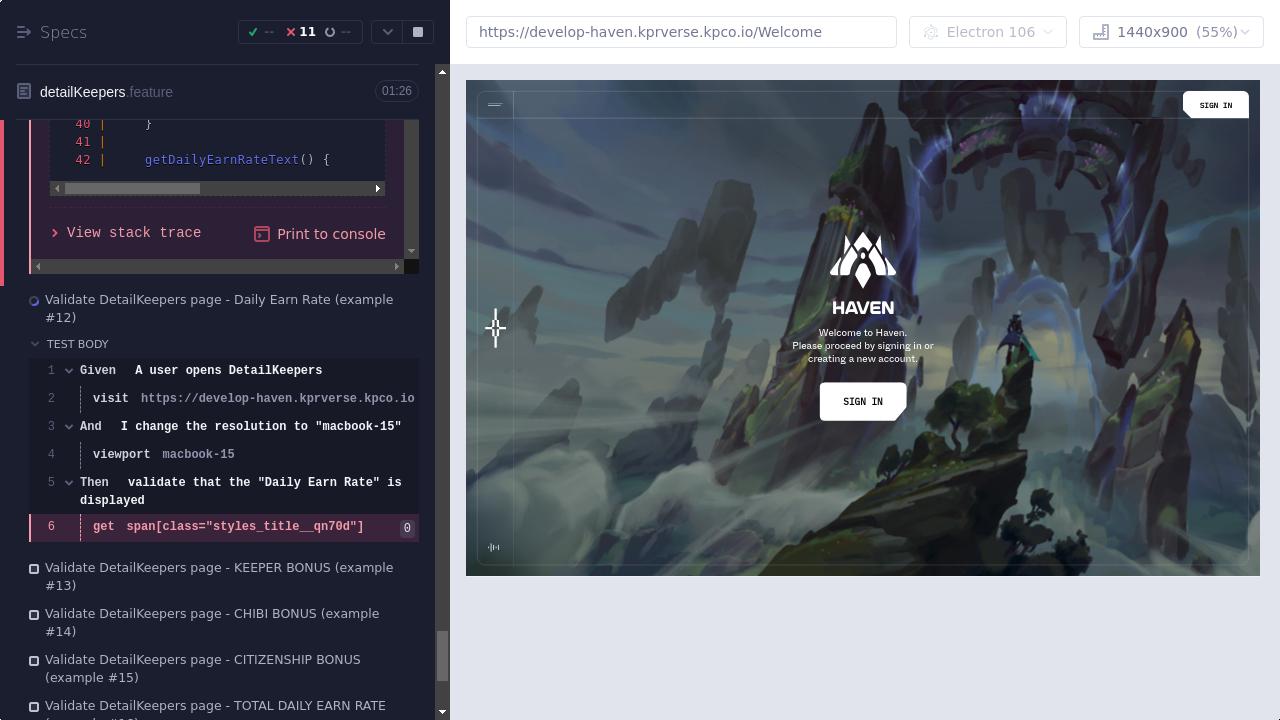 Specs
-- 11 --
detailKeepers.feature
01:26
40 | }
41 |
42 | getDailyEarnRateText() {
View stack trace
Print to console
Validate DetailKeepers page - Daily Earn Rate (example
#12)
TEST BODY
1 Given A user opens DetailKeepers
2 visit https://develop-haven.kprverse.kpco.io
3 And I change the resolution to "macbook-15"
4 viewport macbook-15
5 Then validate that the "Daily Earn Rate" is
displayed
6 get span[class="styles_title__qn70d"] 0
Validate DetailKeepers page - KEEPER BONUS (example
#13)
Validate DetailKeepers page - CHIBI BONUS (example
#14)
Validate DetailKeepers page - CITIZENSHIP BONUS
(example #15)
Validate DetailKeepers page - TOTAL DAILY EARN RATE
https://develop-haven.kprverse.kpco.io/Welcome
Electron 106
1440x900 (55%)
SIGN IN
HAVEN
Welcome to Haven.
Please proceed by signing in or
creating a new account.
SIGN IN